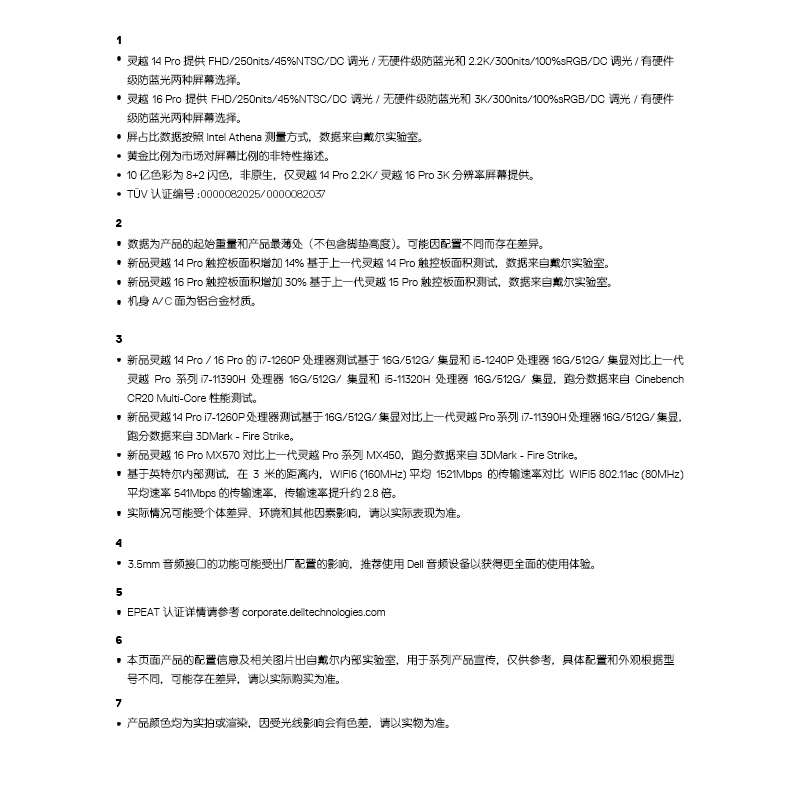 1
• 灵越 14 Pro 提供 FHD/250nits/45%NTSC/DC 调光 / 无硬件级防蓝光和 2.2K/300nits/100%sRGB/DC 调光 / 有硬件
级防蓝光两种屏幕选择。
• 灵越 16 Pro 提供 FHD/250nits/45%NTSC/DC 调光 / 无硬件级防蓝光和 3K/300nits/100%sRGB/DC 调光 / 有硬件
级防蓝光两种屏幕选择。
• 屏占比数据按照 Intel Athena 测量方式，数据来自戴尔实验室。
• 黄金比例为市场对屏幕比例的非特性描述。
• 10 亿色彩为 8+2 闪色，非原生，仅灵越 14 Pro 2.2K/ 灵越 16 Pro 3K 分辨率屏幕提供。
• TÜV 认证编号 :0000082025/0000082037
2
• 数据为产品的起始重量和产品最薄处（不包含脚垫高度）。可能因配置不同而存在差异。
• 新品灵越 14 Pro 触控板面积增加 14% 基于上一代灵越 14 Pro 触控板面积测试，数据来自戴尔实验室。
• 新品灵越 16 Pro 触控板面积增加 30% 基于上一代灵越 15 Pro 触控板面积测试，数据来自戴尔实验室。
• 机身 A/C 面为铝合金材质。
3
• 新品灵越 14 Pro / 16 Pro 的 i7-1260P 处理器测试基于 16G/512G/ 集显和 i5-1240P 处理器 16G/512G/ 集显对比上一代
灵越 Pro 系列 i7-11390H 处理器 16G/512G/ 集显和 i5-11320H 处理器 16G/512G/ 集显，跑分数据来自 Cinebench
CR20 Multi-Core 性能测试。
• 新品灵越 14 Pro i7-1260P 处理器测试基于 16G/512G/ 集显对比上一代灵越 Pro 系列 i7-11390H 处理器 16G/512G/ 集显，
跑分数据来自 3DMark - Fire Strike。
• 新品灵越 16 Pro MX570 对比上一代灵越 Pro 系列 MX450，跑分数据来自 3DMark - Fire Strike。
• 基于英特尔内部测试，在 3 米的距离内，WIFI6 (160MHz) 平均 1521Mbps 的传输速率对比 WIFI5 802.11ac (80MHz)
平均速率 541Mbps 的传输速率，传输速率提升约 2.8 倍。
• 实际情况可能受个体差异、环境和其他因素影响，请以实际表现为准。
4
• 3.5mm 音频接口的功能可能受出厂配置的影响，推荐使用 Dell 音频设备以获得更全面的使用体验。
5
• EPEAT 认证详情请参考 corporate.delltechnologies.com
6
• 本页面产品的配置信息及相关图片出自戴尔内部实验室，用于系列产品宣传，仅供参考，具体配置和外观根据型
号不同，可能存在差异，请以实际购买为准。
7
• 产品颜色均为实拍或渲染，因受光线影响会有色差，请以实物为准。